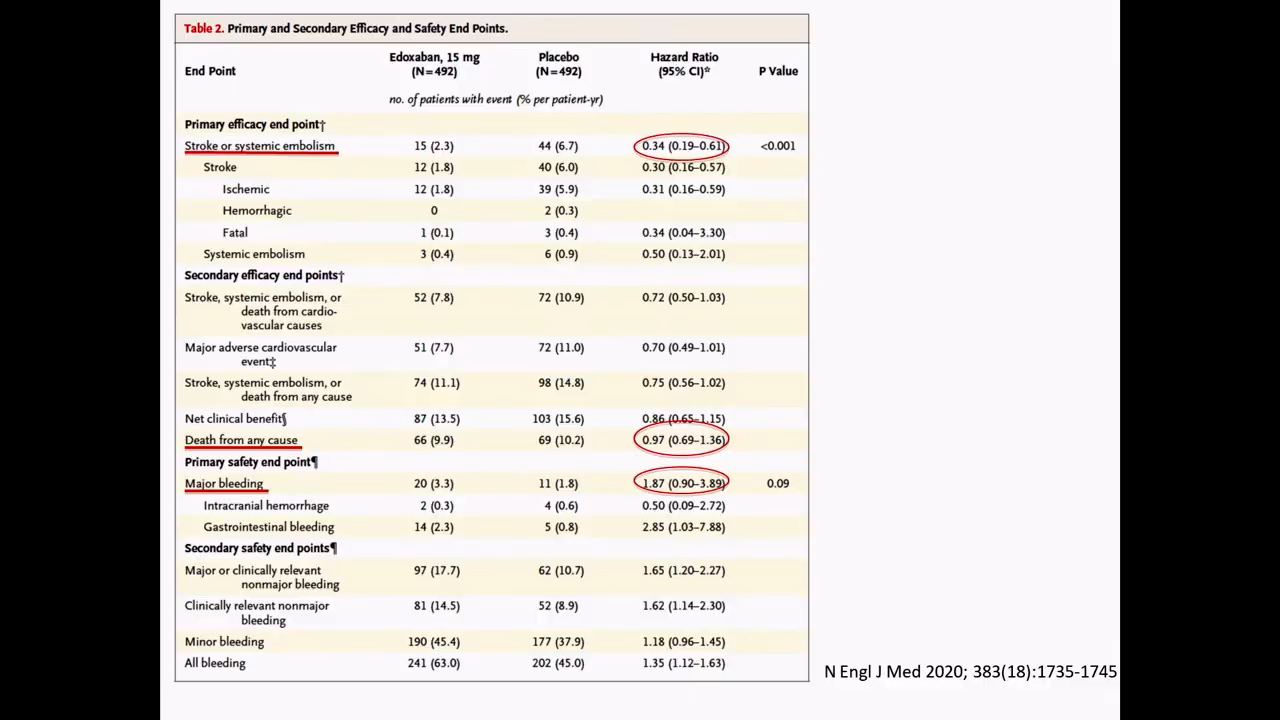 Table 2. Primary and Secondary Efficacy and Safety End Points.
End Point
Edoxaban, 15 mg
(N=492)
Placebo
(N=492)
Hazard Ratio
(95% CI)*
P Value
no. of patients with event (% per patient-yr)
Primary efficacy end point†
Stroke or systemic embolism 15 (2.3) 44 (6.7) 0.34 (0.19–0.61) <0.001
Stroke 12 (1.8) 40 (6.0) 0.30 (0.16–0.57)
Ischemic 12 (1.8) 39 (5.9) 0.31 (0.16–0.59)
Hemorrhagic 0 2 (0.3)
Fatal 1 (0.1) 3 (0.4) 0.34 (0.04–3.30)
Systemic embolism 3 (0.4) 6 (0.9) 0.50 (0.13–2.01)
Secondary efficacy end points†
Stroke, systemic embolism, or 52 (7.8) 72 (10.9) 0.72 (0.50–1.03)
death from cardio-
vascular causes
Major adverse cardiovascular 51 (7.7) 72 (11.0) 0.70 (0.49–1.01)
event‡
Stroke, systemic embolism, or 74 (11.1) 98 (14.8) 0.75 (0.56–1.02)
death from any cause
Net clinical benefit§ 87 (13.5) 103 (15.6) 0.86 (0.65–1.15)
Death from any cause 66 (9.9) 69 (10.2) 0.97 (0.69–1.36)
Primary safety end point¶
Major bleeding 20 (3.3) 11 (1.8) 1.87 (0.90–3.89) 0.09
Intracranial hemorrhage 2 (0.3) 4 (0.6) 0.50 (0.09–2.72)
Gastrointestinal bleeding 14 (2.3) 5 (0.8) 2.85 (1.03–7.88)
Secondary safety end points¶
Major or clinically relevant 97 (17.7) 62 (10.7) 1.65 (1.20–2.27)
nonmajor bleeding
Clinically relevant nonmajor 81 (14.5) 52 (8.9) 1.62 (1.14–2.30)
bleeding
Minor bleeding 190 (45.4) 177 (37.9) 1.18 (0.96–1.45)
All bleeding 241 (63.0) 202 (45.0) 1.35 (1.12–1.63)
N Engl J Med 2020; 383(18):1735-1745